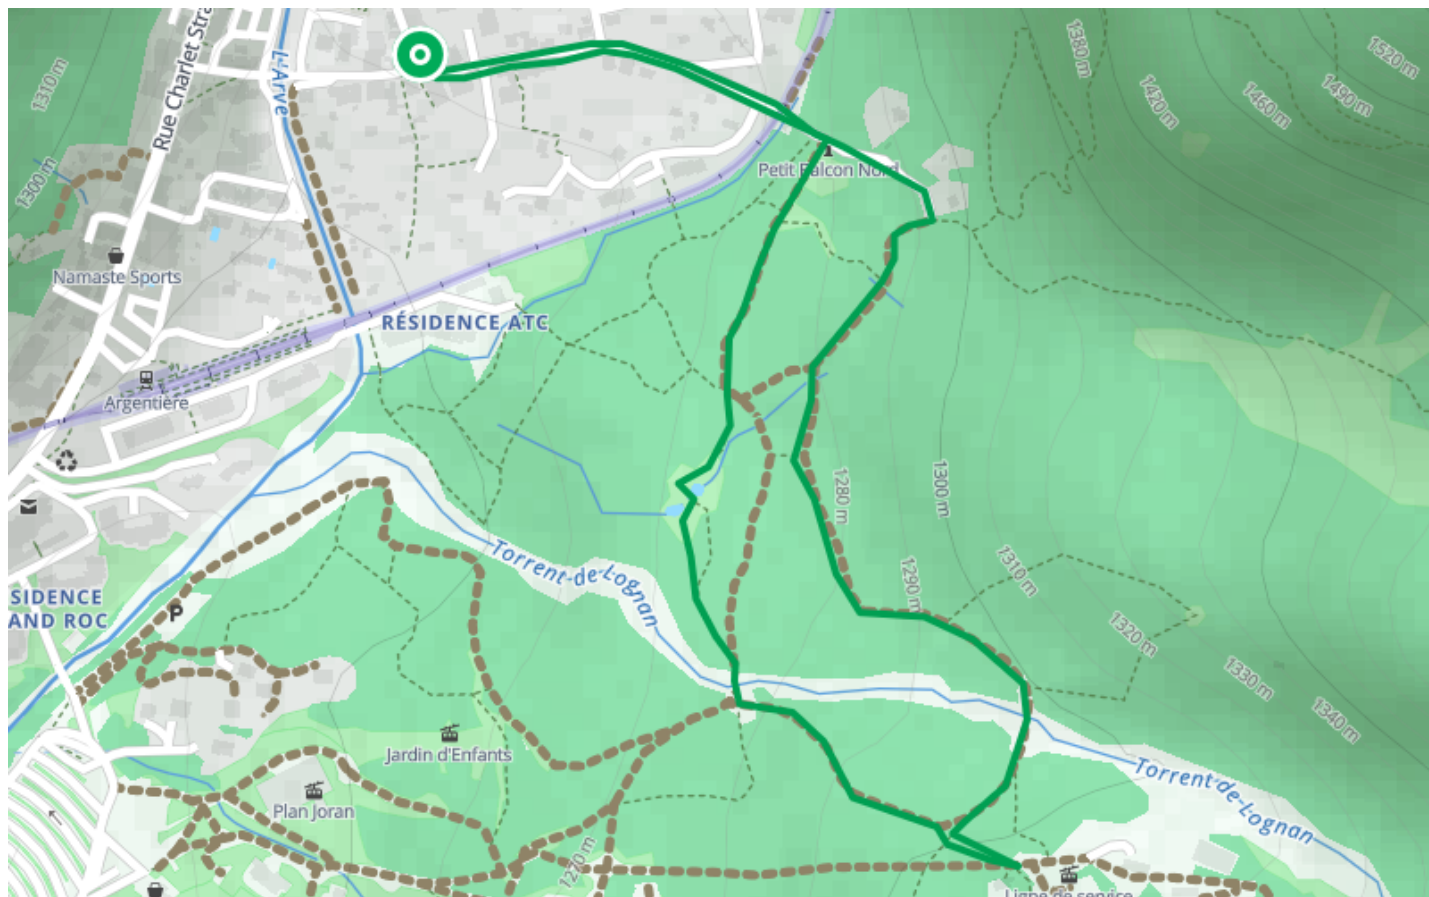 Rue Charlet Stra
L'Arve
1310 m
1300 m
1380 m
1420 m
1460 m
1490 m
1520 m
Petit Balcon Nord
Namaste Sports
RÉSIDENCE ATC
Argentière
1280 m
1300 m
1290 m
1310 m
1320 m
1330 m
1340 m
Torrent-de-Lognan
SIDENCE
AND ROC
P
Jardin d'Enfants
Plan Joran
Torrent-de-Lognan
1270 m
Ligne de service